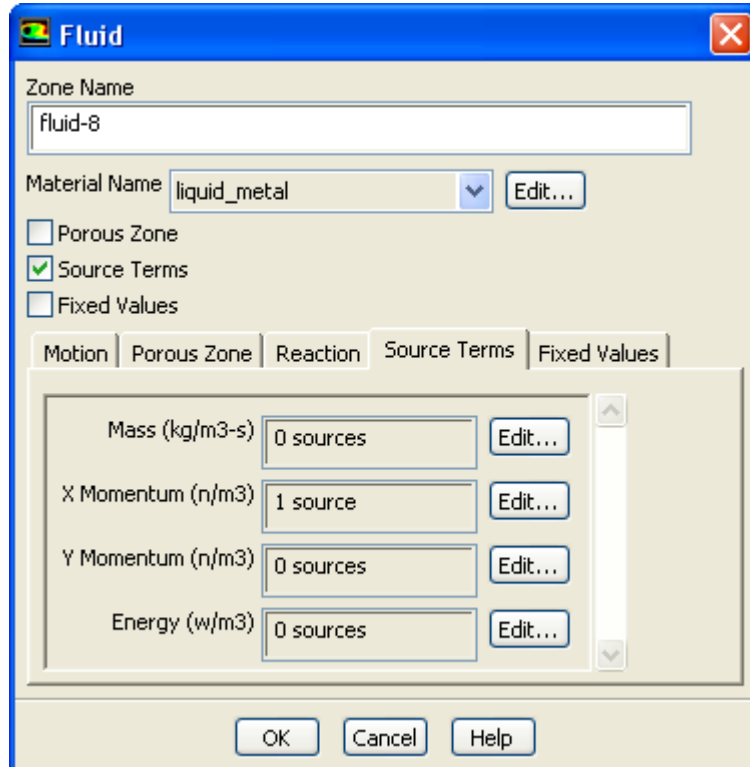 Fluid
Zone Name
fluid-8
Material Name liquid_metal Edit...
Porous Zone
Source Terms
Fixed Values
Motion Porous Zone Reaction Source Terms Fixed Values
Mass (kg/m3-s) 0 sources Edit...
X Momentum (n/m3) 1 source Edit...
Y Momentum (n/m3) 0 sources Edit...
Energy (w/m3) 0 sources Edit...
OK Cancel Help